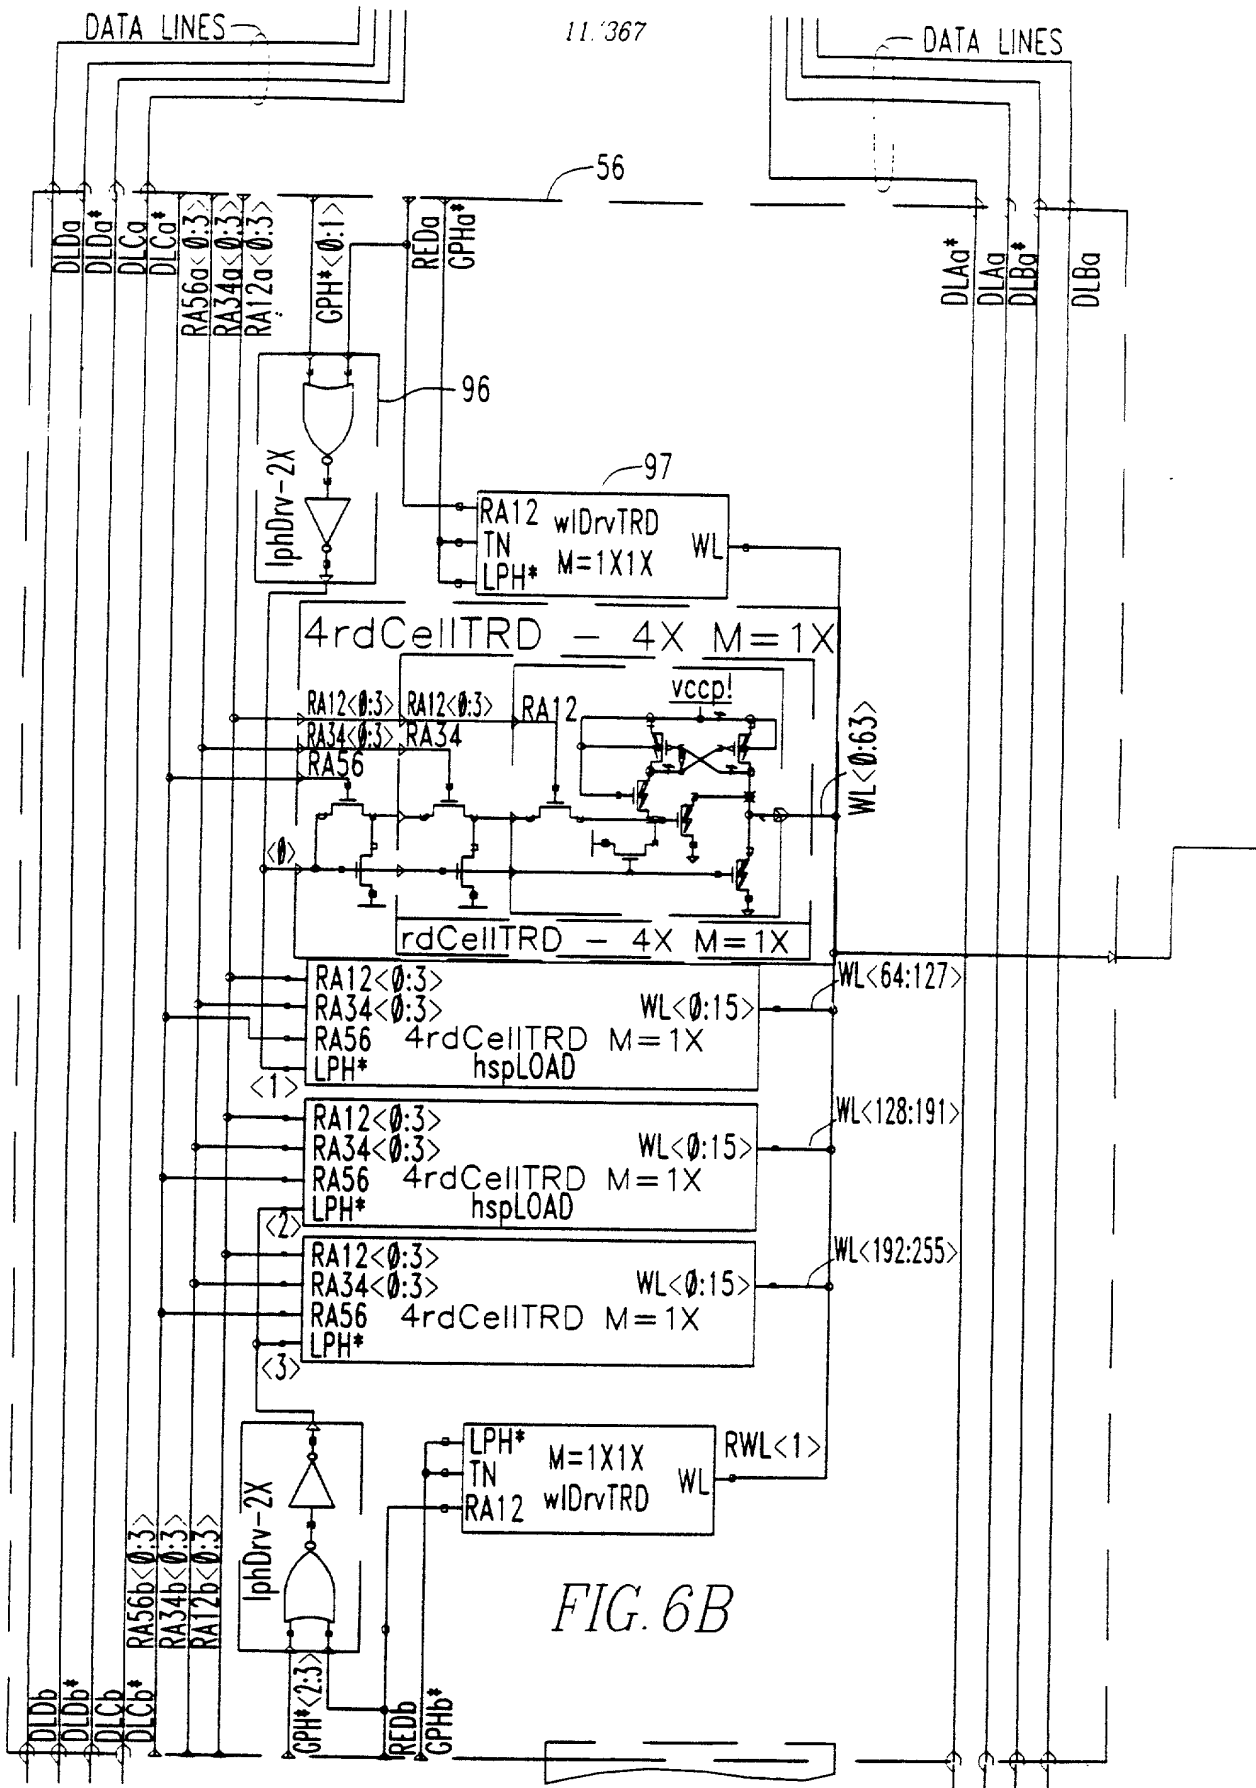 11/367
DATA LINES
DATA LINES
56
DLDa
DLDa*
DLCa
DLCa*
RA56a<0:3>
RA34a<0:3>
RA12a<0:3>
GPH*<0:1>
REDa
GPHa*
DLAa*
DLAa
DLBa*
DLBa
96
lphDrv-2X
97
RA12 wlDrvTRD
TN WL
LPH* M=1X1X
4rdCellTRD - 4X M=1X
vccp!
RA12<0:3> RA12<0:3> RA12
RA34<0:3> RA34
RA56
WL<0:63>
<0>
rdCellTRD - 4X M=1X
WL<64:127>
RA12<0:3>
RA34<0:3> WL<0:15>
RA56 4rdCellTRD M=1X
LPH* hspLOAD
<1>
WL<128:191>
RA12<0:3>
RA34<0:3> WL<0:15>
RA56 4rdCellTRD M=1X
LPH* hspLOAD
<2>
WL<192:255>
RA12<0:3>
RA34<0:3> WL<0:15>
RA56 4rdCellTRD M=1X
LPH*
<3>
LPH* M=1X1X
TN WL
RA12 wlDrvTRD
RWL<1>
lphDrv-2X
FIG. 6B
DLDb
DLDb*
DLCb
DLCb*
RA56b<0:3>
RA34b<0:3>
RA12b<0:3>
GPH*<2:3>
REDb
GPHb*